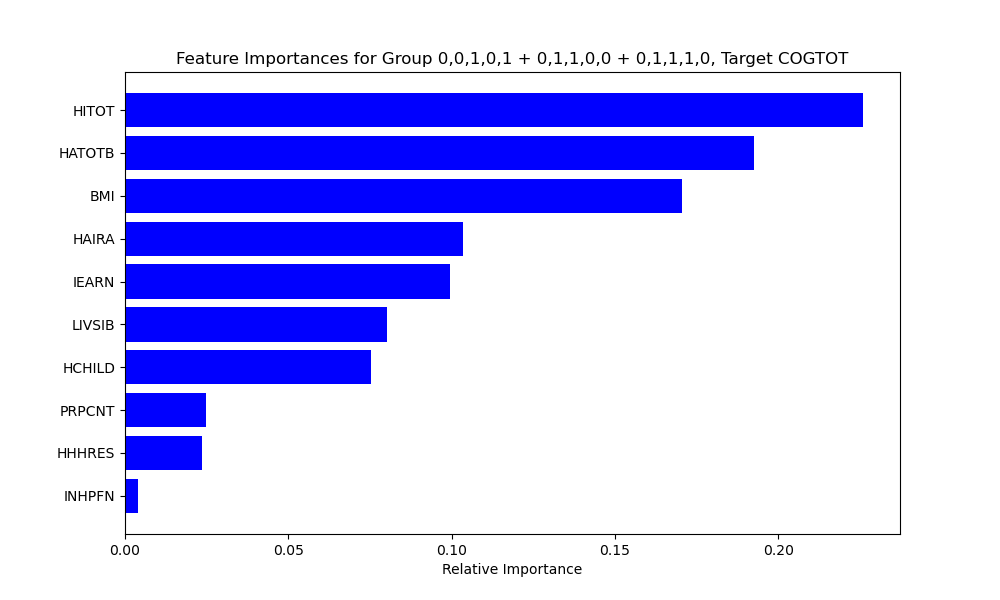 Feature Importances for Group 0,0,1,0,1 + 0,1,1,0,0 + 0,1,1,1,0, Target COGTOT
HITOT
HATOTB
BMI
HAIRA
IEARN
LIVSIB
HCHILD
PRPCNT
HHHRES
INHPFN
0.00 0.05 0.10 0.15 0.20
Relative Importance